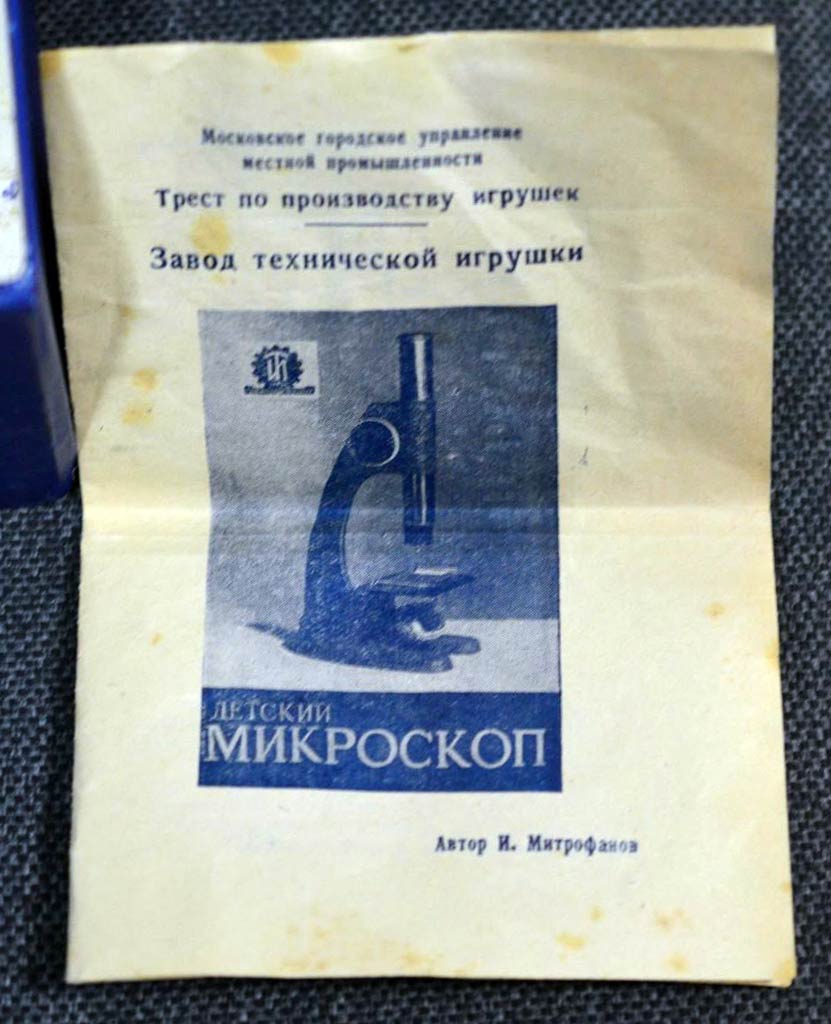 Московское городское управление
местной промышленности
Трест по производству игрушек
Завод технической игрушки
ДЕТСКИЙ
МИКРОСКОП
Автор И. Митрофанов